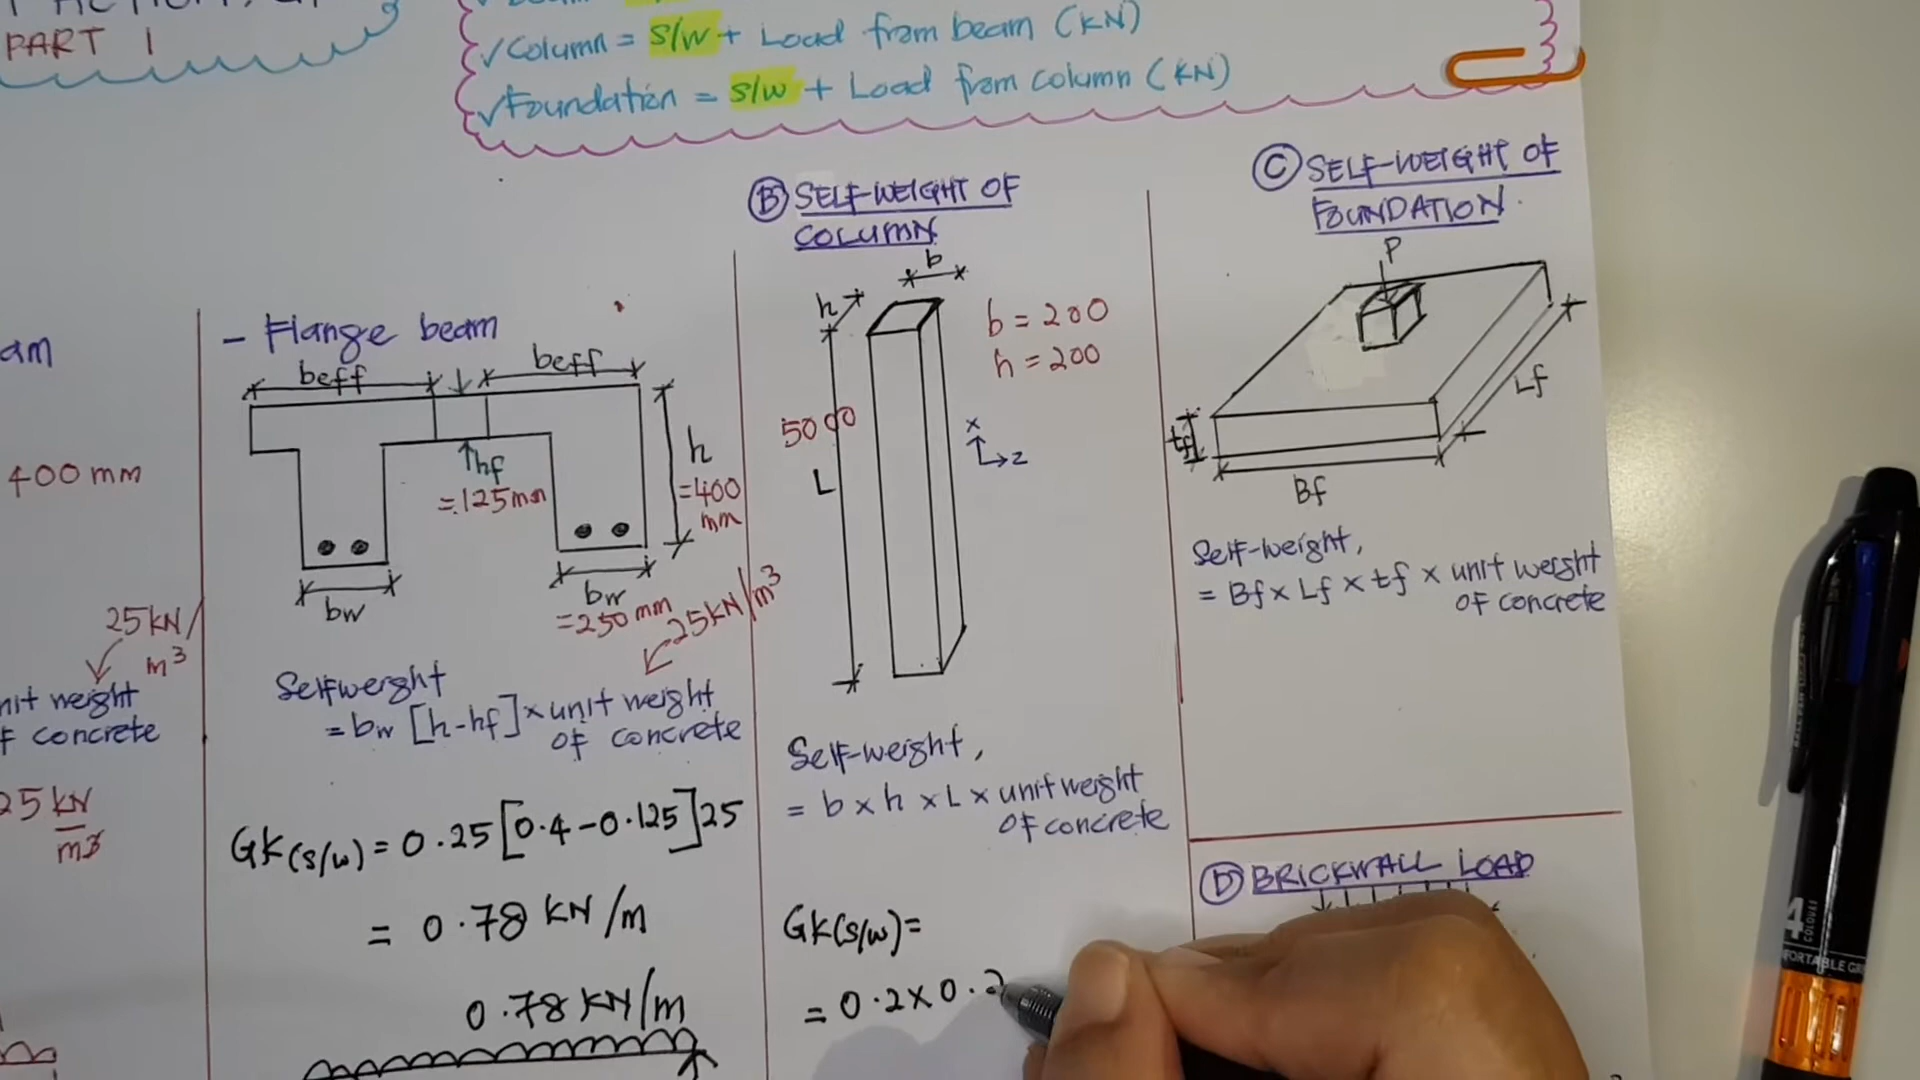 PART 1
✓Column = S/W + Load from beam (KN)
✓Foundation = S/W + Load from column (KN)
400 mm
25kN/
m³
weight
concrete
25 kN
m³
- Flange beam
beff
beff
hf
=125mm
h
=400
mm
bw
bw
=250 mm
25KN/m³
Selfweight
= bw [h-hf] × unit weight
of concrete
GK(s/w) = 0.25[0.4-0.125]25
= 0.78 KN/m
0.78 KN/m
Ⓑ SELF-WEIGHT OF
COLUMN
b
h
b = 200
h = 200
5000
L
x
z
Self-weight,
= b × h × L × unit weight
of concrete
GK(s/w) =
= 0.2×0.2
Ⓒ SELF-WEIGHT OF
FOUNDATION
P
Lf
tf
Bf
Self-weight,
= Bf × Lf × tf × unit weight
of concrete
Ⓓ BRICKWALL LOAD
4
COLOURS